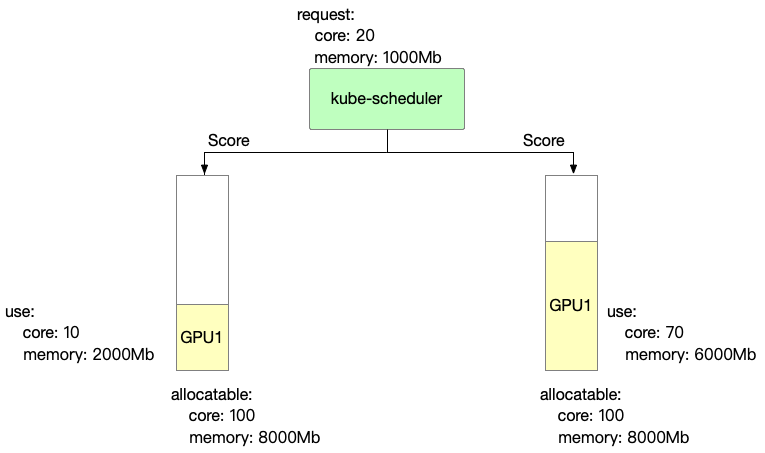 request:
core: 20
memory: 1000Mb
kube-scheduler
Score
Score
use:
core: 10
memory: 2000Mb
GPU1
GPU1
use:
core: 70
memory: 6000Mb
allocatable:
core: 100
memory: 8000Mb
allocatable:
core: 100
memory: 8000Mb